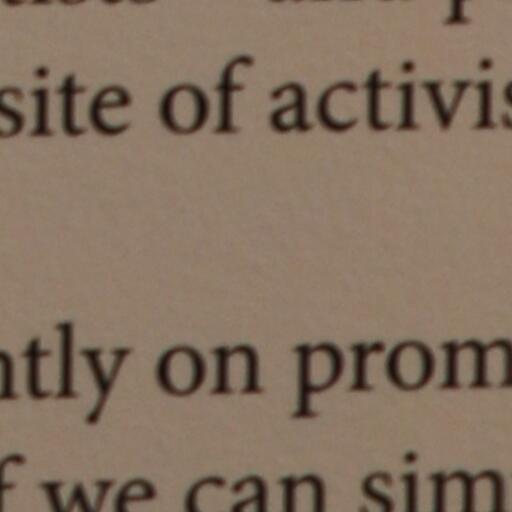 site of activis
ntly on prom
f we can sim